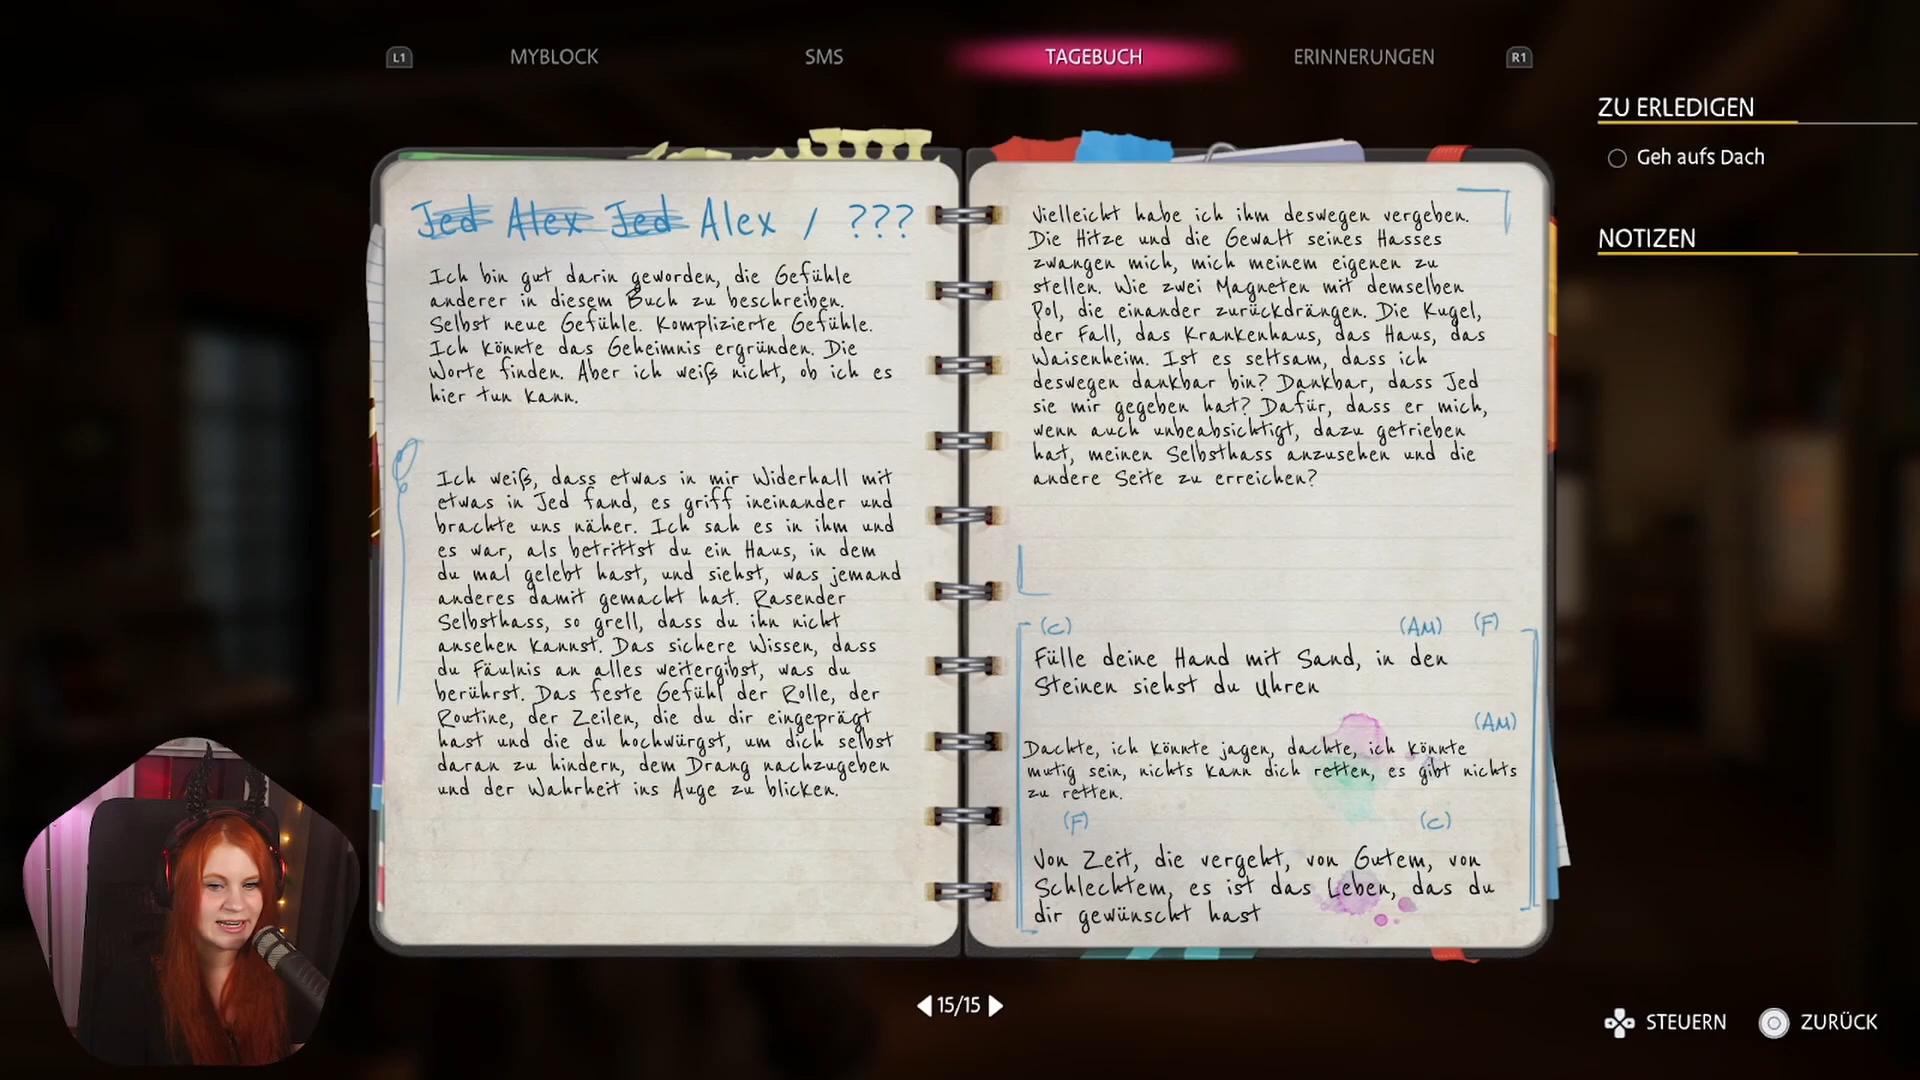 L1 MYBLOCK SMS TAGEBUCH ERINNERUNGEN R1
ZU ERLEDIGEN
Geh aufs Dach
NOTIZEN
Jed Alex Jed Alex / ???
Ich bin gut darin geworden, die Gefühle
anderer in diesem Buch zu beschreiben.
Selbst neue Gefühle. Komplizierte Gefühle.
Ich könnte das Geheimnis ergründen. Die
Worte finden. Aber ich weiß nicht, ob ich es
hier tun kann.
Ich weiß, dass etwas in mir Widerhall mit
etwas in Jed fand, es griff ineinander und
brachte uns näher. Ich sah es in ihm und
es war, als betrittst du ein Haus, in dem
du mal gelebt hast, und siehst, was jemand
anderes damit gemacht hat. Rasender
Selbsthass, so grell, dass du ihn nicht
ansehen kannst. Das sichere Wissen, dass
du Fäulnis an alles weitergibst, was du
berührst. Das feste Gefühl der Rolle, der
Routine, der Zeilen, die du dir eingeprägt
hast und die du hochwürgst, um dich selbst
daran zu hindern, dem Drang nachzugeben
und der Wahrheit ins Auge zu blicken.
Vielleicht habe ich ihm deswegen vergeben.
Die Hitze und die Gewalt seines Hasses
zwangen mich, mich meinem eigenen zu
stellen. Wie zwei Magneten mit demselben
Pol, die einander zurückdrängen. Die Kugel,
der Fall, das Krankenhaus, das Haus, das
Waisenheim. Ist es seltsam, dass ich
deswegen dankbar bin? Dankbar, dass Jed
sie mir gegeben hat? Dafür, dass er mich,
wenn auch unbeabsichtigt, dazu getrieben
hat, meinen Selbsthass anzusehen und die
andere Seite zu erreichen?
(C) (AM) (F)
Fülle deine Hand mit Sand, in den
Steinen siehst du Uhren
(AM)
Dachte, ich könnte jagen, dachte, ich könnte
mutig sein, nichts kann dich retten, es gibt nichts
zu retten.
(F) (C)
Von Zeit, die vergeht, von Gutem, von
Schlechtem, es ist das Leben, das du
dir gewünscht hast
15/15
STEUERN ZURÜCK